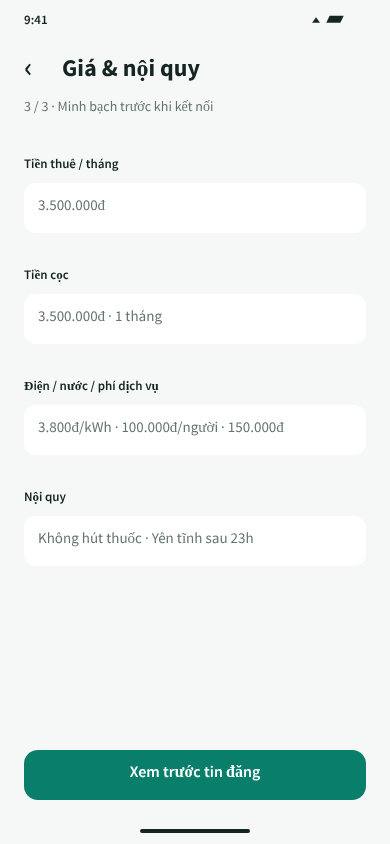 9:41
Giá & nội quy
3 / 3 · Minh bạch trước khi kết nối
Tiền thuê / tháng
3.500.000đ
Tiền cọc
3.500.000đ · 1 tháng
Điện / nước / phí dịch vụ
3.800đ/kWh · 100.000đ/người · 150.000đ
Nội quy
Không hút thuốc · Yên tĩnh sau 23h
Xem trước tin đăng